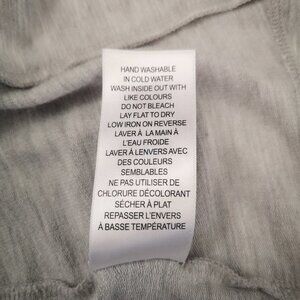 HAND WASHABLE
IN COLD WATER
WASH INSIDE OUT WITH
LIKE COLOURS
DO NOT BLEACH
LAY FLAT TO DRY
LOW IRON ON REVERSE
LAVER À LA MAIN À
L'EAU FROIDE
LAVER À LENVERS AVEC
DES COULEURS
SEMBLABLES
NE PAS UTILISER DE
CHLORURE DÉCOLORANT
SÉCHER À PLAT
REPASSER L'ENVERS
À BASSE TEMPÉRATURE